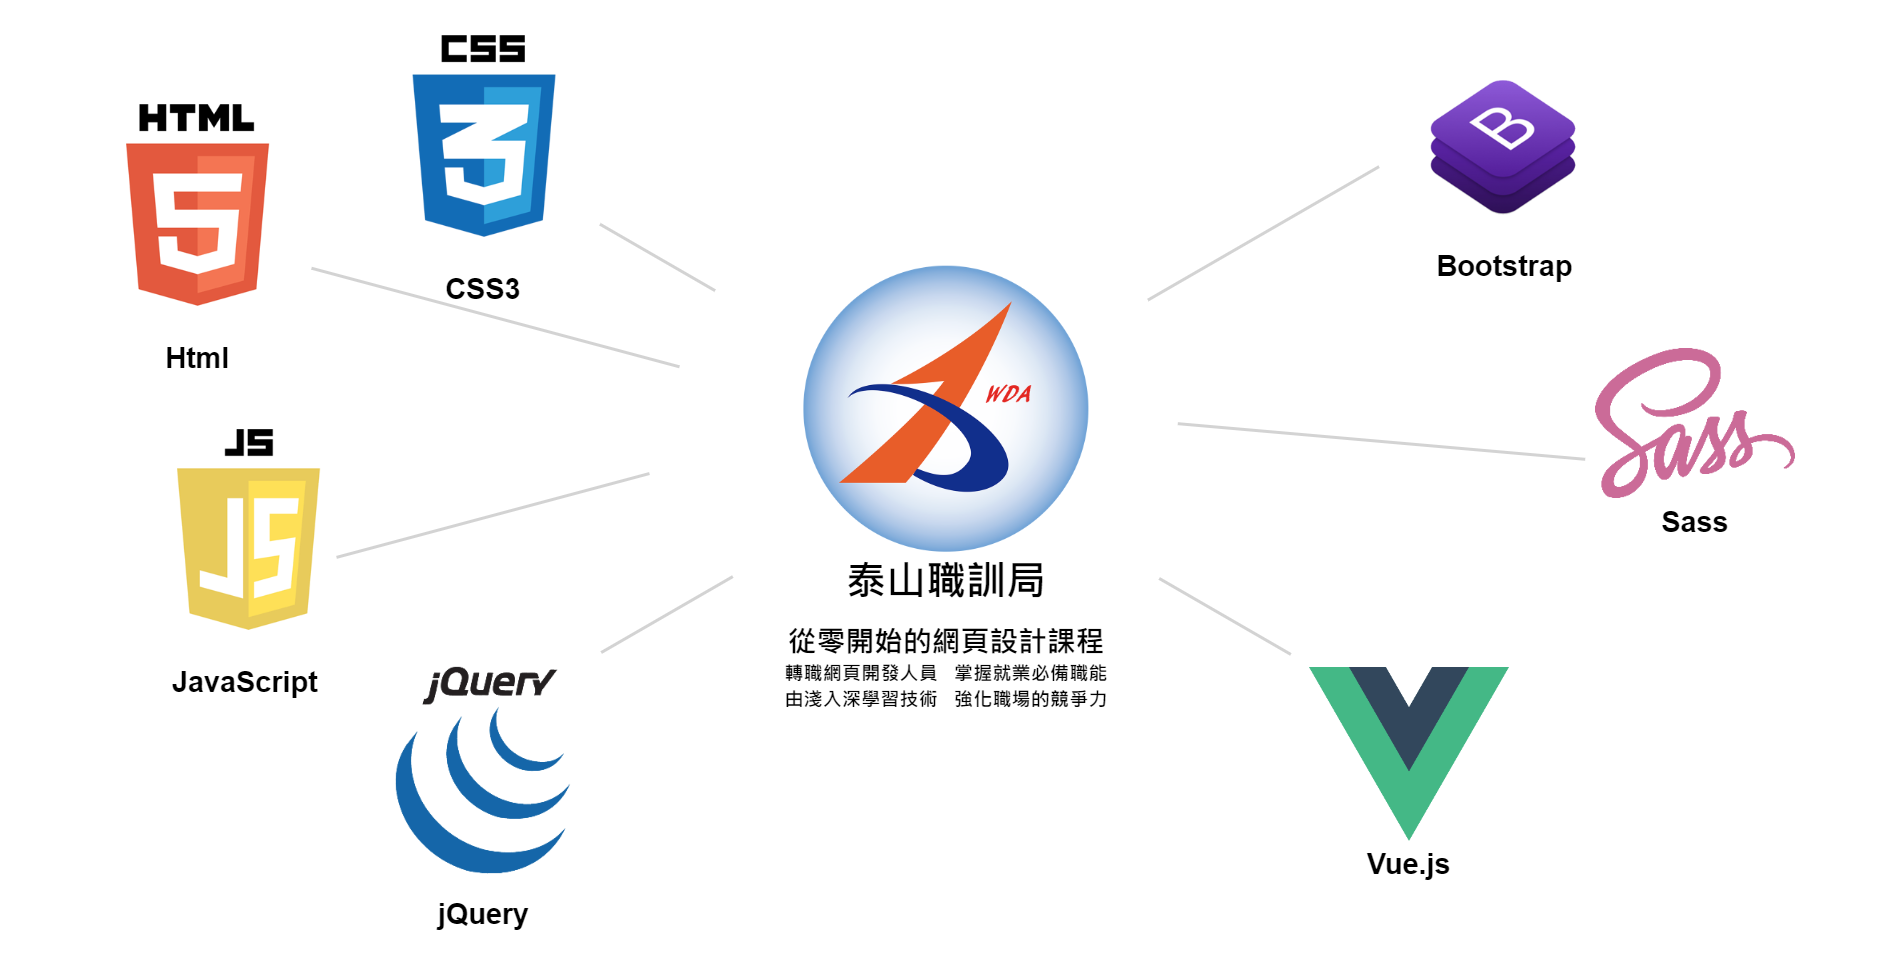 CSS
3
CSS3
HTML
5
Html
JS
JS
JavaScript
jQuery
jQuery
WDA
泰山職訓局
從零開始的網頁設計課程
轉職網頁開發人員 掌握就業必備職能
由淺入深學習技術 強化職場的競爭力
B
Bootstrap
Sass
Sass
Vue.js